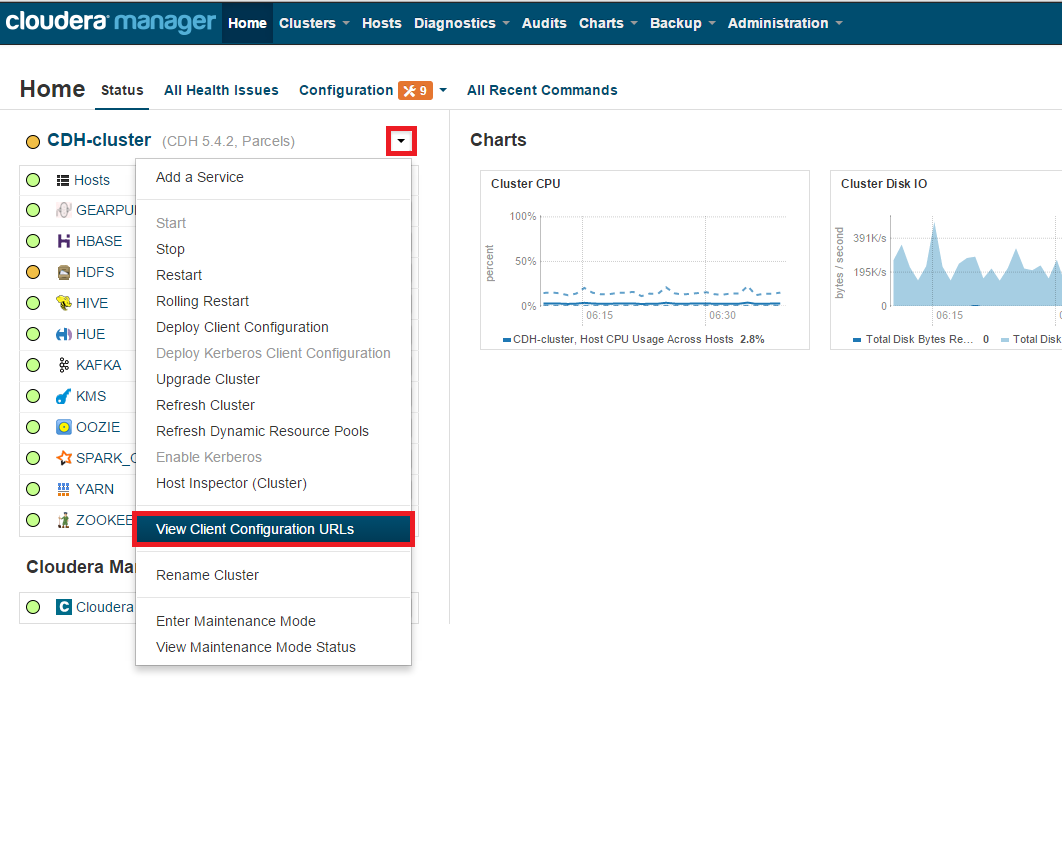 cloudera manager Home Clusters Hosts Diagnostics Audits Charts Backup Administration
Home Status All Health Issues Configuration 9 All Recent Commands
CDH-cluster (CDH 5.4.2, Parcels)
Hosts
GEARPU
HBASE
HDFS
HIVE
HUE
KAFKA
KMS
OOZIE
SPARK_
YARN
ZOOKEE
Cloudera Ma
C Cloudera
Add a Service
Start
Stop
Restart
Rolling Restart
Deploy Client Configuration
Deploy Kerberos Client Configuration
Upgrade Cluster
Refresh Cluster
Refresh Dynamic Resource Pools
Enable Kerberos
Host Inspector (Cluster)
View Client Configuration URLs
Rename Cluster
Enter Maintenance Mode
View Maintenance Mode Status
Charts
Cluster CPU
percent
100%
50%
0%
06:15 06:30
CDH-cluster, Host CPU Usage Across Hosts 2.8%
Cluster Disk IO
bytes / second
391K/s
195K/s
0
06:15
Total Disk Bytes Re... 0 Total Disk